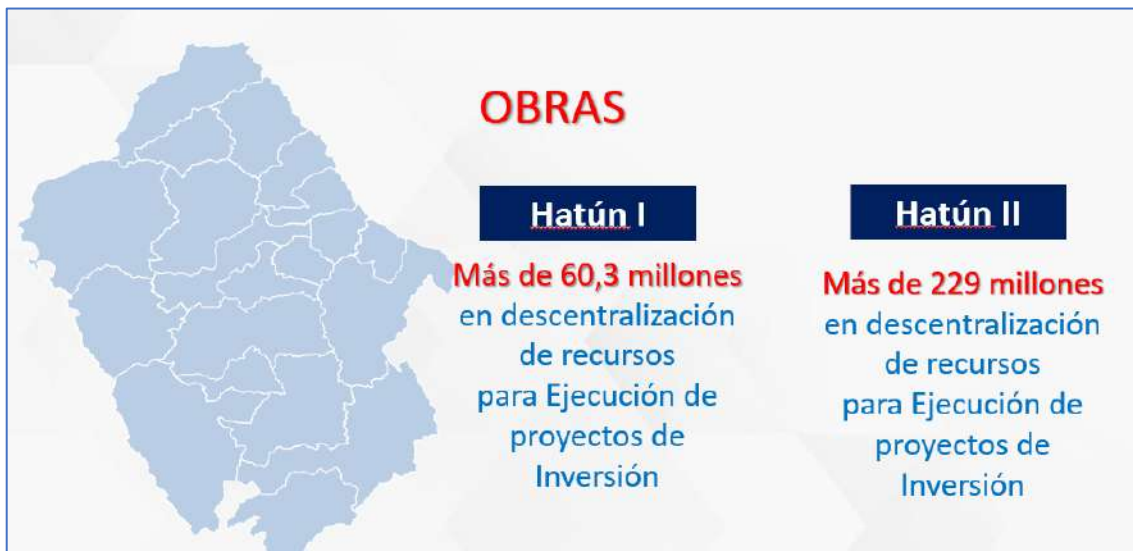 OBRAS
Hatún I
Más de 60,3 millones
en descentralización
de recursos
para Ejecución de
proyectos de
Inversión
Hatún II
Más de 229 millones
en descentralización
de recursos
para Ejecución de
proyectos de
Inversión